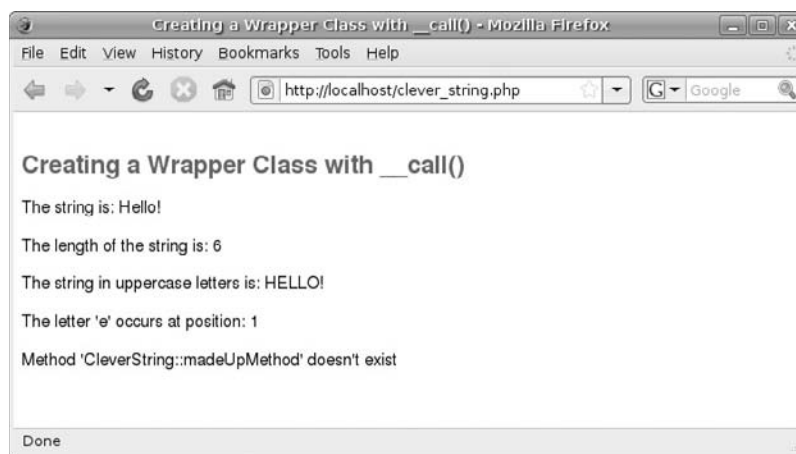 Creating a Wrapper Class with __call() - Mozilla Firefox
File Edit View History Bookmarks Tools Help
http://localhost/clever_string.php G Google
Creating a Wrapper Class with __call()
The string is: Hello!
The length of the string is: 6
The string in uppercase letters is: HELLO!
The letter 'e' occurs at position: 1
Method 'CleverString::madeUpMethod' doesn't exist
Done